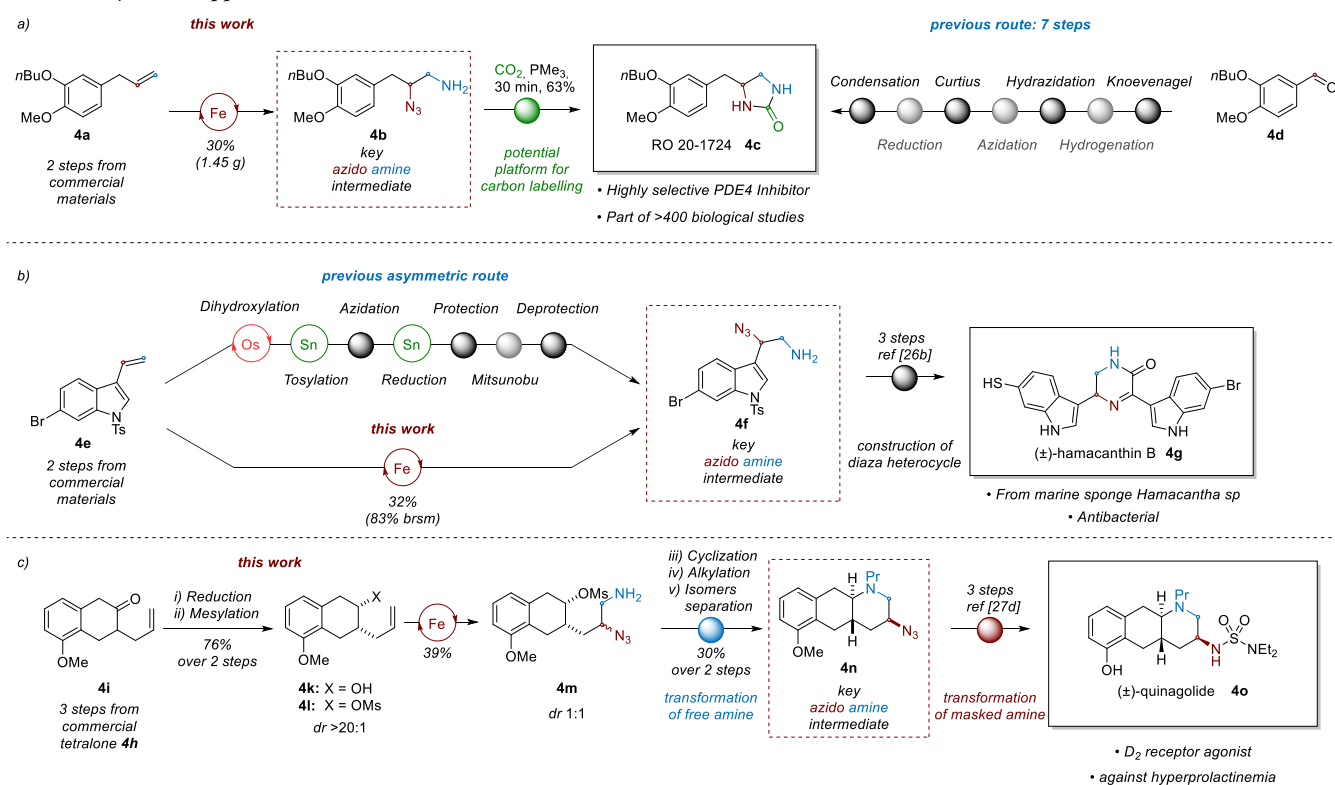 a)
this work
previous route: 7 steps
nBuO
MeO
4a
2 steps from
commercial
materials
Fe
30%
(1.45 g)
nBuO
MeO
NH2
N3
4b
key
azido amine
intermediate
CO2, PMe3,
30 min, 63%
potential
platform for
carbon labelling
nBuO
MeO
NH
HN
O
RO 20-1724 4c
• Highly selective PDE4 Inhibitor
• Part of >400 biological studies
Condensation
Curtius
Hydrazidation
Knoevenagel
Reduction
Azidation
Hydrogenation
nBuO
MeO
O
4d
b)
previous asymmetric route
Dihydroxylation
Azidation
Protection
Deprotection
Os
Sn
Sn
Tosylation
Reduction
Mitsunobu
Br
N
Ts
4e
2 steps from
commercial
materials
this work
Fe
32%
(83% brsm)
N3
NH2
Br
N
Ts
4f
key
azido amine
intermediate
3 steps
ref [26b]
construction of
diaza heterocycle
HS
HN
H
N
O
N
NH
Br
(±)-hamacanthin B 4g
• From marine sponge Hamacantha sp
• Antibacterial
c)
this work
O
OMe
4i
3 steps from
commercial
tetralone 4h
i) Reduction
ii) Mesylation
76%
over 2 steps
X
OMe
4k: X = OH
4l: X = OMs
dr >20:1
Fe
39%
OMs
NH2
N3
OMe
4m
dr 1:1
iii) Cyclization
iv) Alkylation
v) Isomers
separation
30%
over 2 steps
transformation
of free amine
H
Pr
N
H
N3
OMe
4n
key
azido amine
intermediate
3 steps
ref [27d]
transformation
of masked amine
H
Pr
N
H
N
H
O
O
S
NEt2
OH
(±)-quinagolide 4o
• D2 receptor agonist
• against hyperprolactinemia